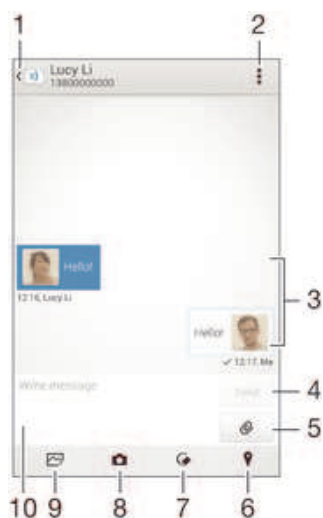 1
2
Lucy Li
13800000000
Hello!
12:16, Lucy Li
3
Hello!
12:17, Me
Write message
Send
4
5
10
9
8
7
6